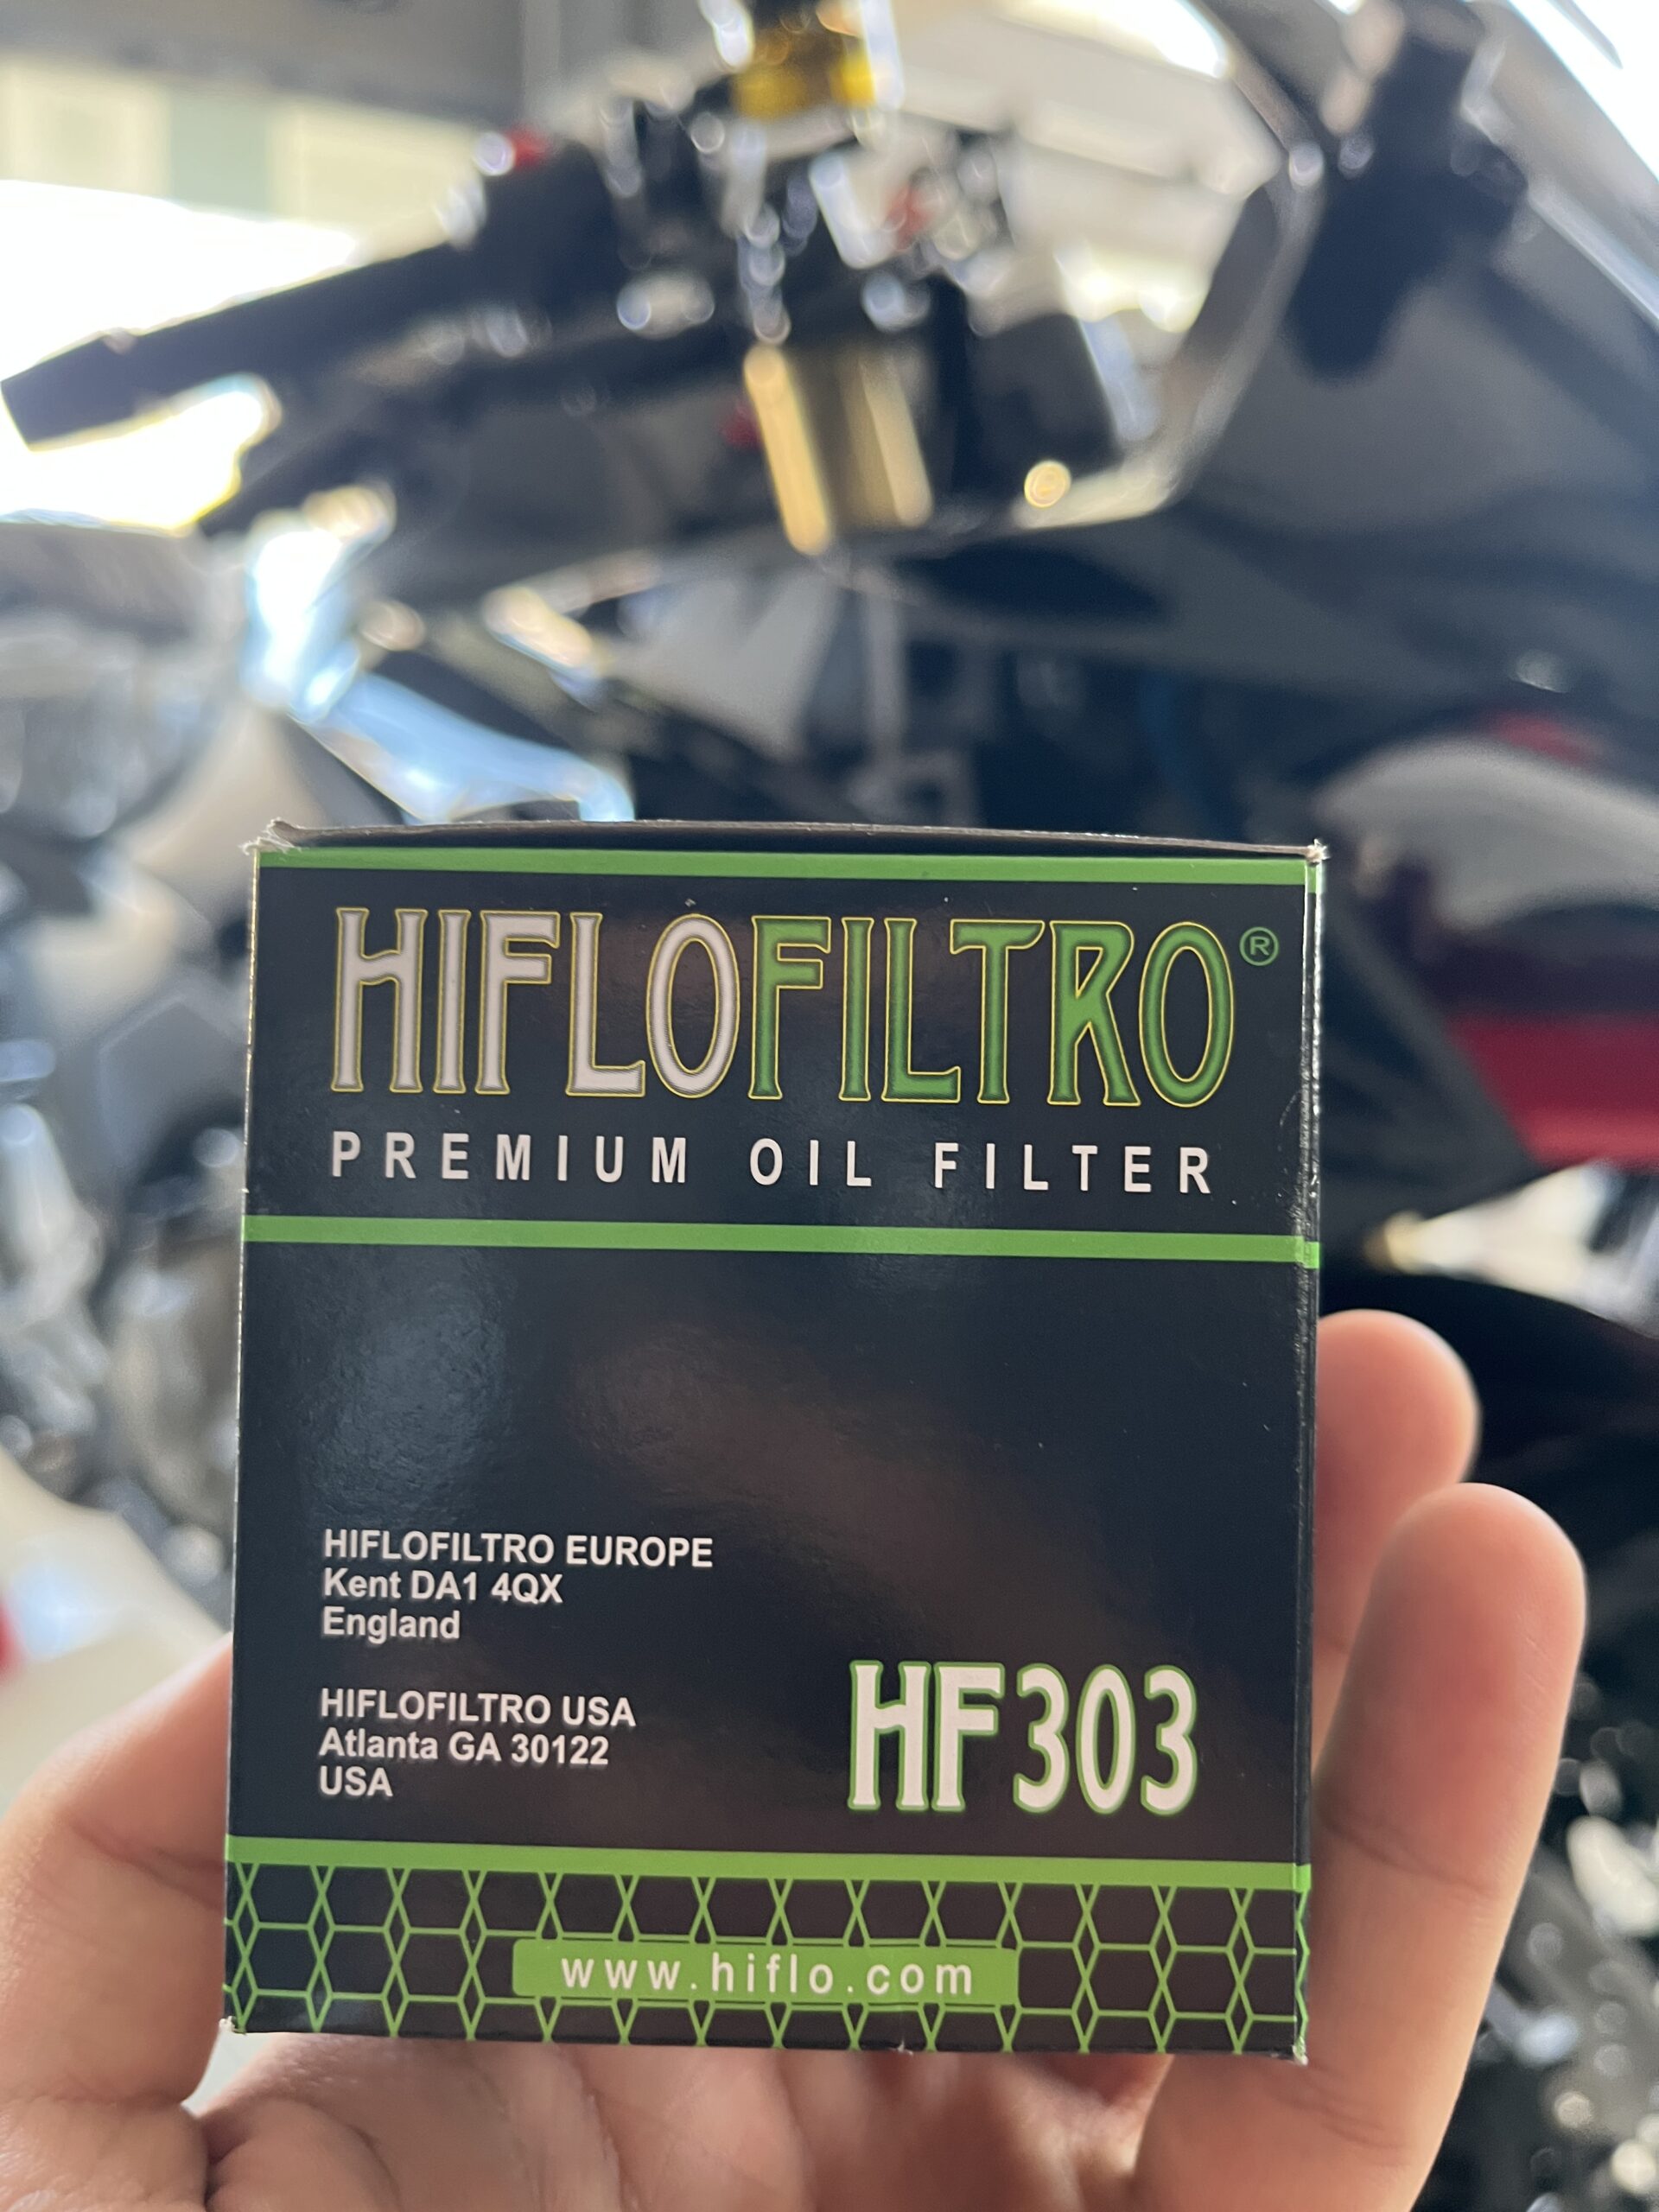 HIFLOFILTRO®
PREMIUM OIL FILTER
HIFLOFILTRO EUROPE
Kent DA1 4QX
England
HIFLOFILTRO USA
Atlanta GA 30122
USA
HF303
www.hiflo.com